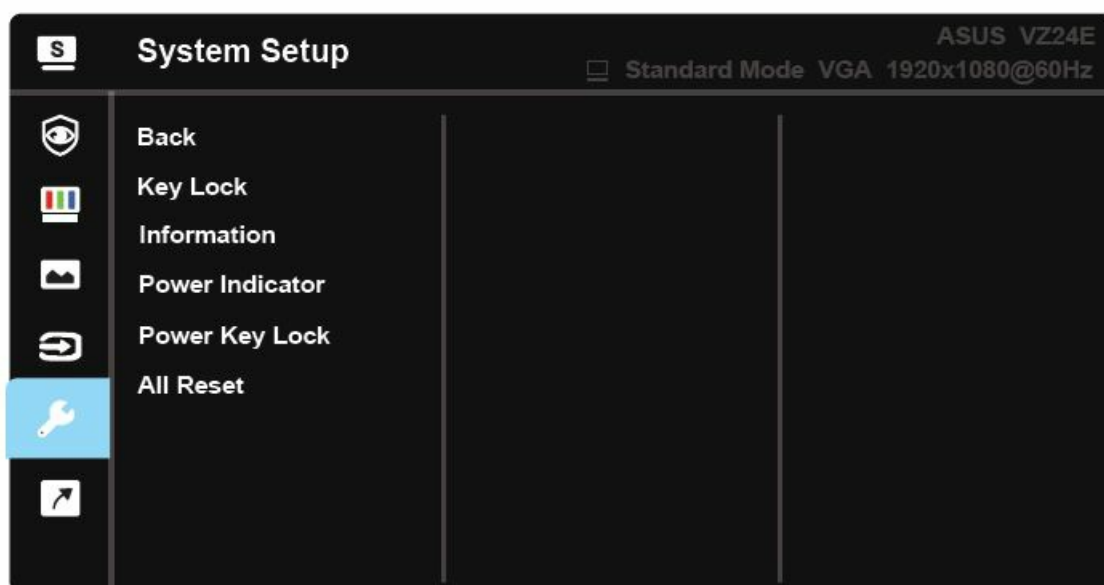 S
System Setup
ASUS VZ24E
Standard Mode VGA 1920x1080@60Hz
Back
Key Lock
Information
Power Indicator
Power Key Lock
All Reset